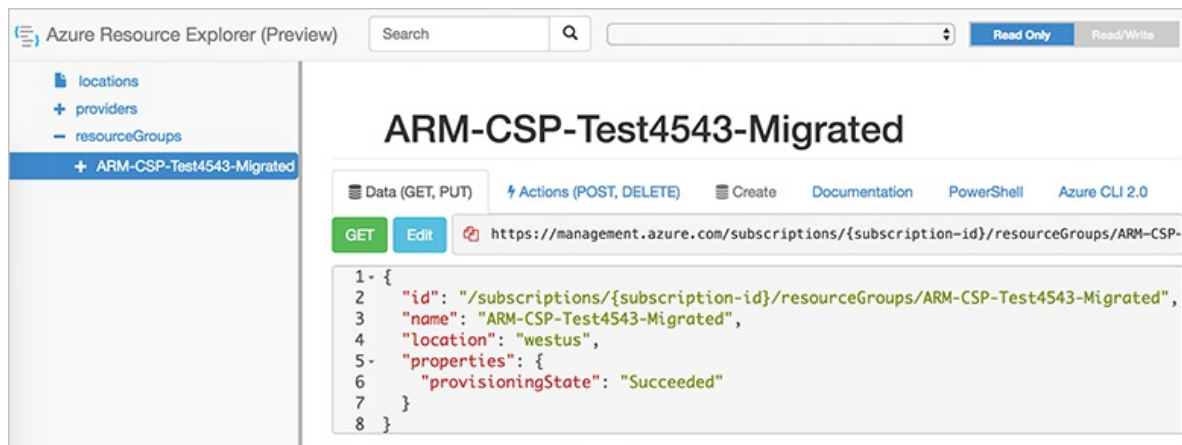 Azure Resource Explorer (Preview)
Search
Read Only
Read/Write
locations
+ providers
− resourceGroups
+ ARM-CSP-Test4543-Migrated
ARM-CSP-Test4543-Migrated
Data (GET, PUT)
Actions (POST, DELETE)
Create
Documentation
PowerShell
Azure CLI 2.0
GET
Edit
https://management.azure.com/subscriptions/{subscription-id}/resourceGroups/ARM-CSP-
1 {
2 "id": "/subscriptions/{subscription-id}/resourceGroups/ARM-CSP-Test4543-Migrated",
3 "name": "ARM-CSP-Test4543-Migrated",
4 "location": "westus",
5 "properties": {
6 "provisioningState": "Succeeded"
7 }
8 }